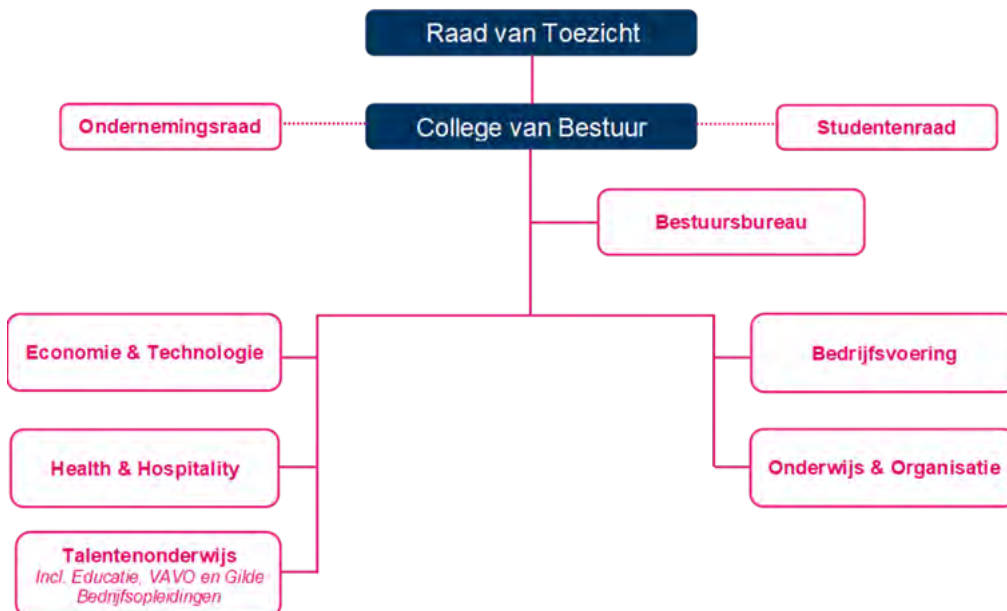 Raad van Toezicht
Ondernemingsraad
College van Bestuur
Studentenraad
Bestuursbureau
Economie & Technologie
Bedrijfsvoering
Health & Hospitality
Onderwijs & Organisatie
Talentenonderwijs
Incl. Educatie, VAVO en Gilde
Bedrijfsopleidingen